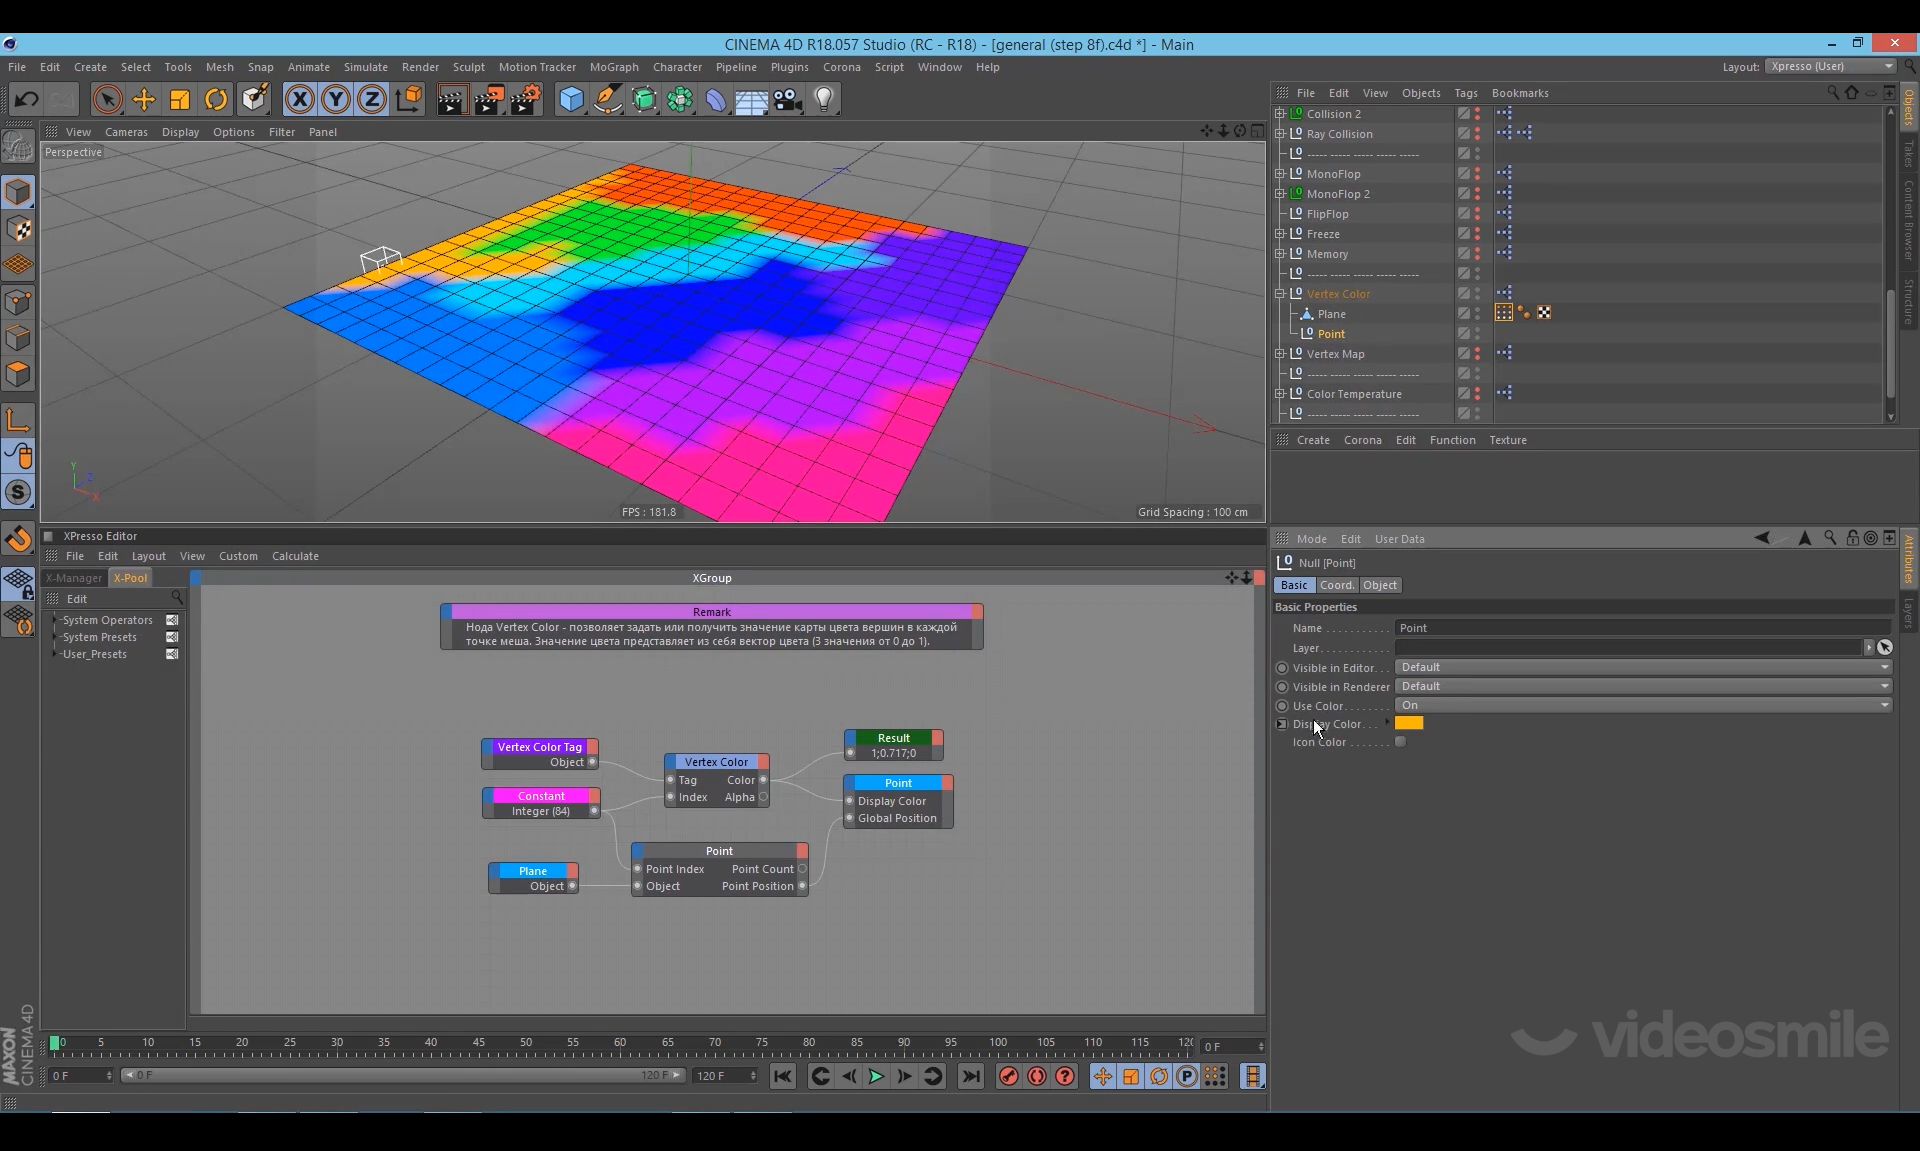 CINEMA 4D R18.057 Studio (RC - R18) - [general (step 8f).c4d *] - Main
File Edit Create Select Tools Mesh Snap Animate Simulate Render Sculpt Motion Tracker MoGraph Character Pipeline Plugins Corona Script Window Help
Layout: Xpresso (User)
View Cameras Display Options Filter Panel
Perspective
Y
Z
X
FPS : 181.8
Grid Spacing : 100 cm
File Edit View Objects Tags Bookmarks
Collision 2
Ray Collision
----- ----- ----- ----- -----
MonoFlop
MonoFlop 2
FlipFlop
Freeze
Memory
----- ----- ----- ----- -----
Vertex Color
Plane
Point
Vertex Map
----- ----- ----- ----- -----
Color Temperature
----- ----- ----- ----- -----
Objects
Takes
Content Browser
Structure
Create Corona Edit Function Texture
XPresso Editor
File Edit Layout View Custom Calculate
X-Manager X-Pool
Edit
System Operators
System Presets
User_Presets
XGroup
Remark
Нода Vertex Color - позволяет задать или получить значение карты цвета вершин в каждой
точке меша. Значение цвета представляет из себя вектор цвета (3 значения от 0 до 1).
Vertex Color Tag
Object
Constant
Integer (84)
Plane
Object
Vertex Color
Tag Color
Index Alpha
Point
Point Index Point Count
Object Point Position
Result
1;0.717;0
Point
Display Color
Global Position
Mode Edit User Data
Null [Point]
Basic Coord. Object
Basic Properties
Name . . . . . . . . . . . Point
Layer. . . . . . . . . . . .
Visible in Editor. . . Default
Visible in Renderer Default
Use Color. . . . . . . . On
Display Color. . .
Icon Color . . . . . . .
Attributes
Layers
0 5 10 15 20 25 30 35 40 45 50 55 60 65 70 75 80 85 90 95 100 105 110 115 120
0 F
0 F
0 F
120 F
120 F
MAXON
CINEMA 4D
videosmile